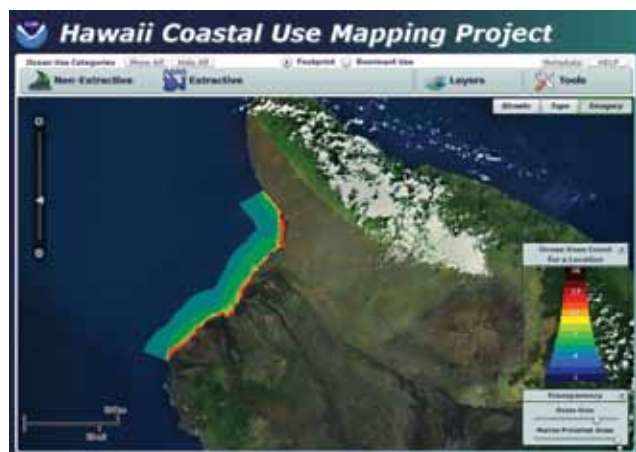 Hawaii Coastal Use Mapping Project
Ocean Use Categories Show All Hide All Footprint Dominant Use Metadata HELP
Non-Extractive Extractive Layers Tools
Streets Topo Imagery
Ocean Uses Count
for a Location
Transparency
Ocean Uses
Marine Protected Areas